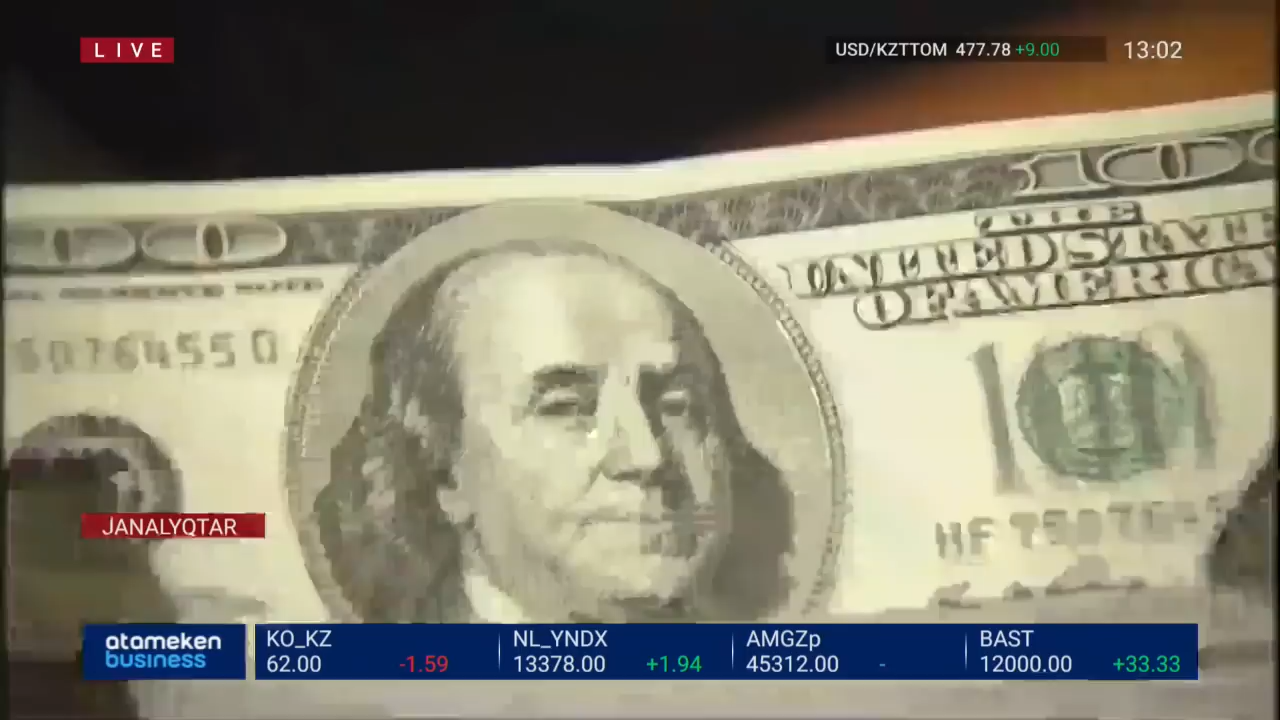 LIVE
USD/KZTTOM 477.78 +9.00
13:02
100
UNITED STATES
OF AMERICA
JANALYQTAR
atameken
business
KO_KZ
62.00 -1.59
NL_YNDX
13378.00 +1.94
AMGZp
45312.00 -
BAST
12000.00 +33.33